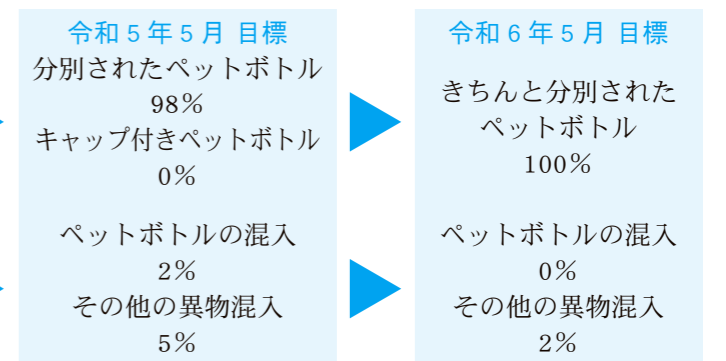 令和5年5月 目標
分別されたペットボトル
98%
キャップ付きペットボトル
0%
ペットボトルの混入
2%
その他の異物混入
5%
令和6年5月 目標
きちんと分別された
ペットボトル
100%
ペットボトルの混入
0%
その他の異物混入
2%